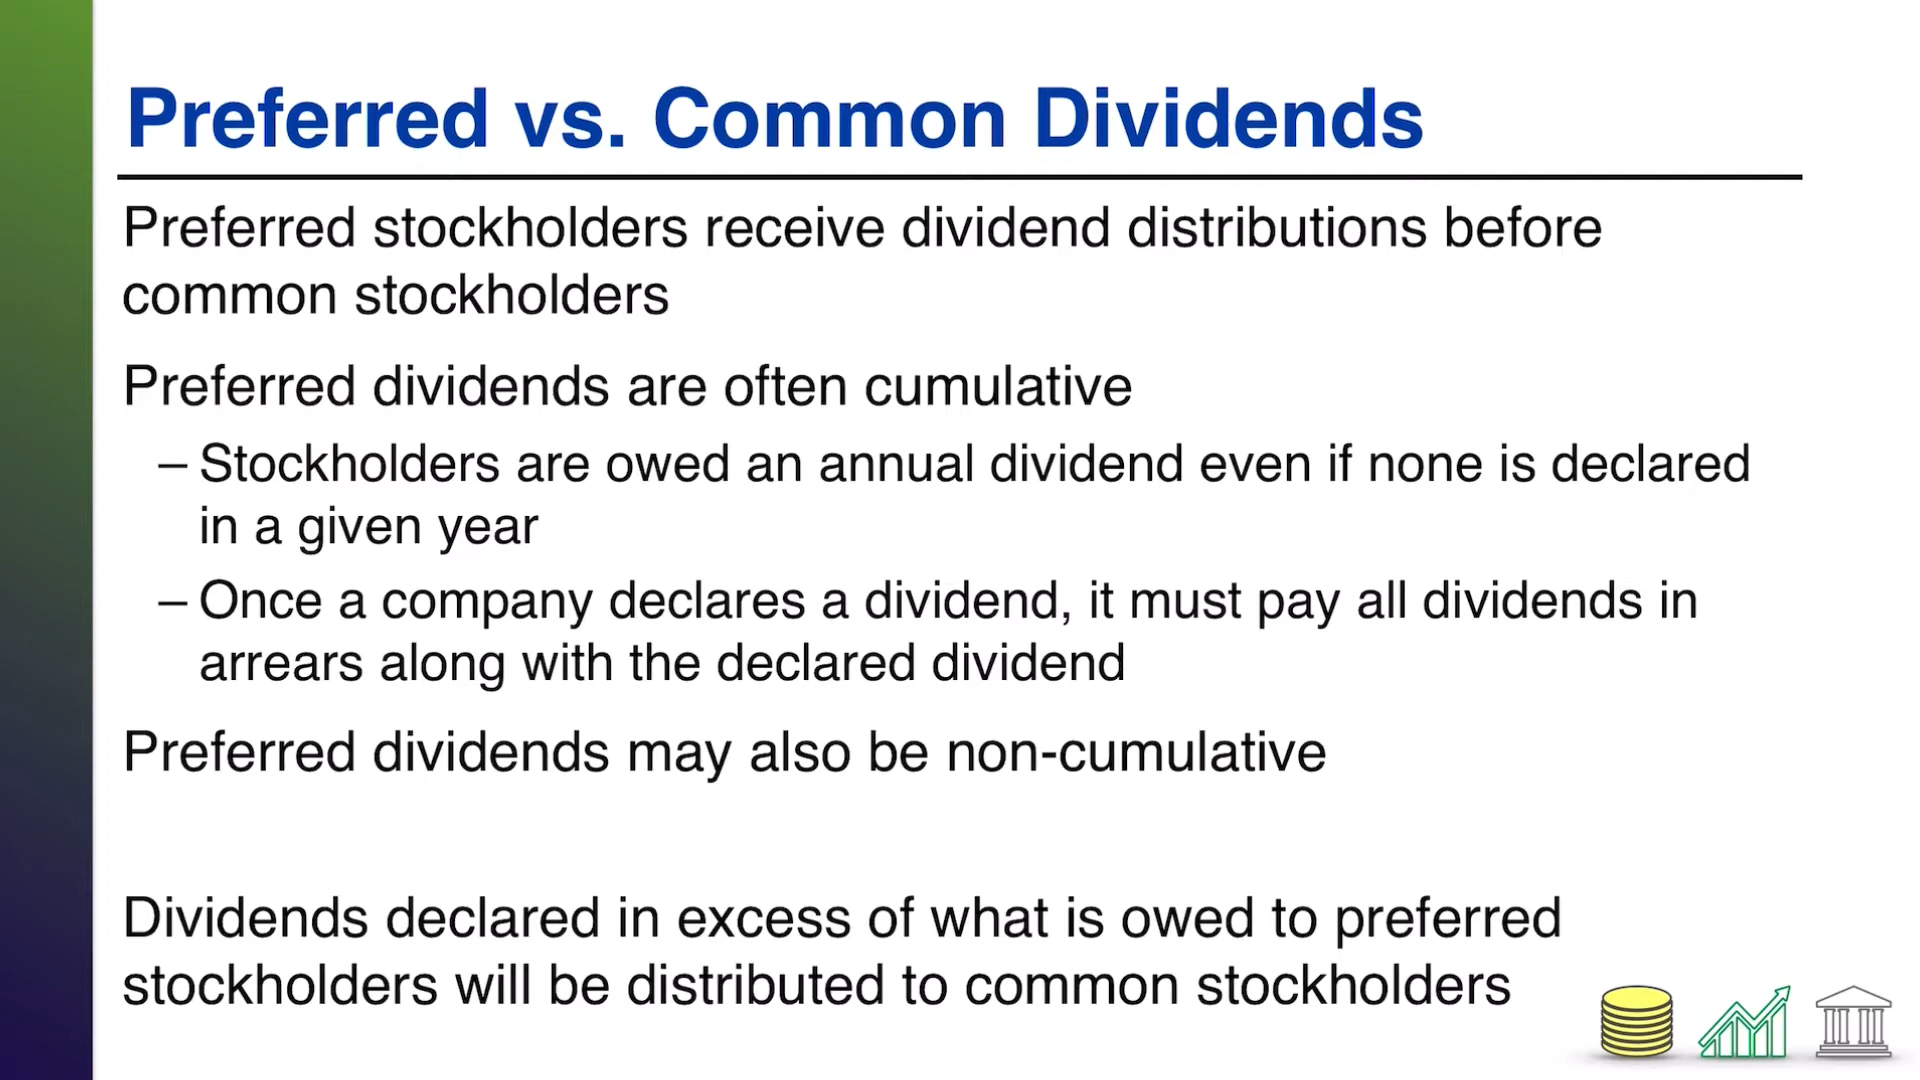 Preferred vs. Common Dividends
Preferred stockholders receive dividend distributions before
common stockholders
Preferred dividends are often cumulative
– Stockholders are owed an annual dividend even if none is declared
in a given year
– Once a company declares a dividend, it must pay all dividends in
arrears along with the declared dividend
Preferred dividends may also be non-cumulative
Dividends declared in excess of what is owed to preferred
stockholders will be distributed to common stockholders